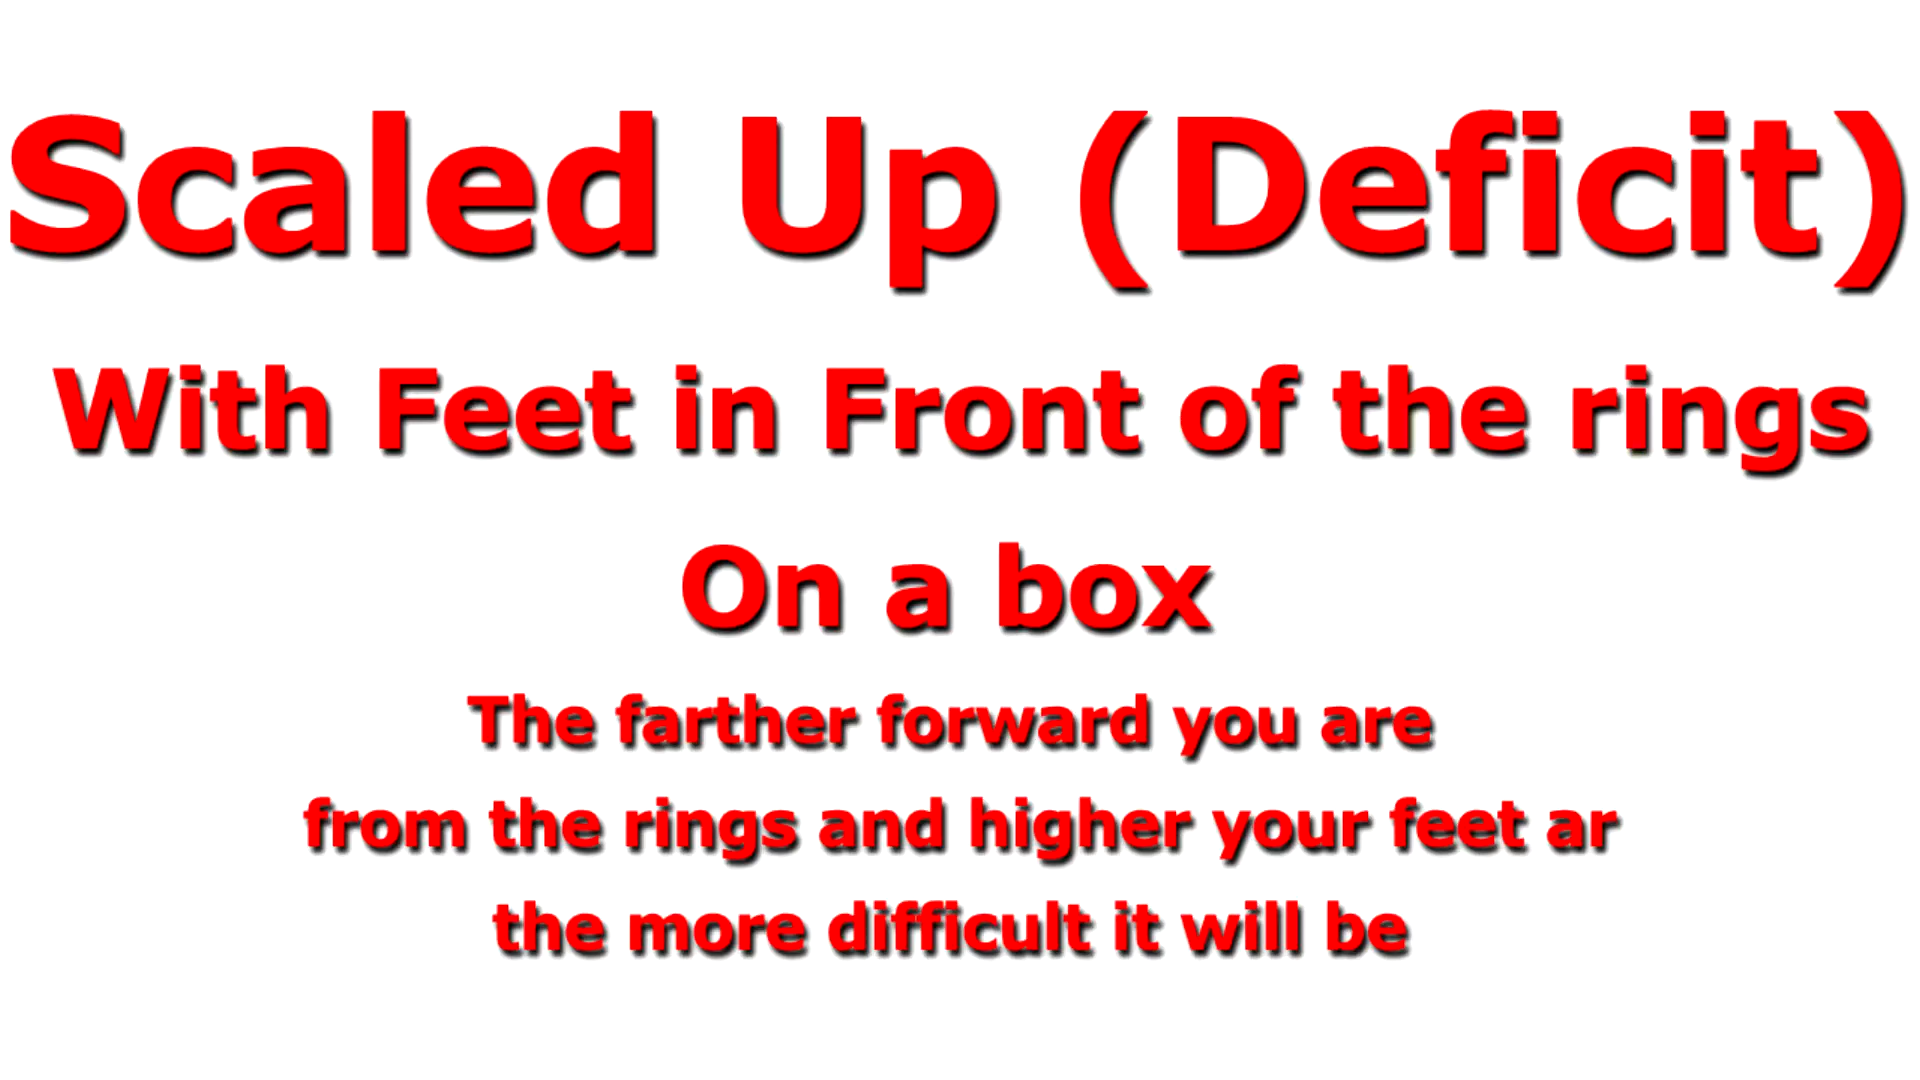 Scaled Up (Deficit)
With Feet in Front of the rings
On a box
The farther forward you are
from the rings and higher your feet ar
the more difficult it will be